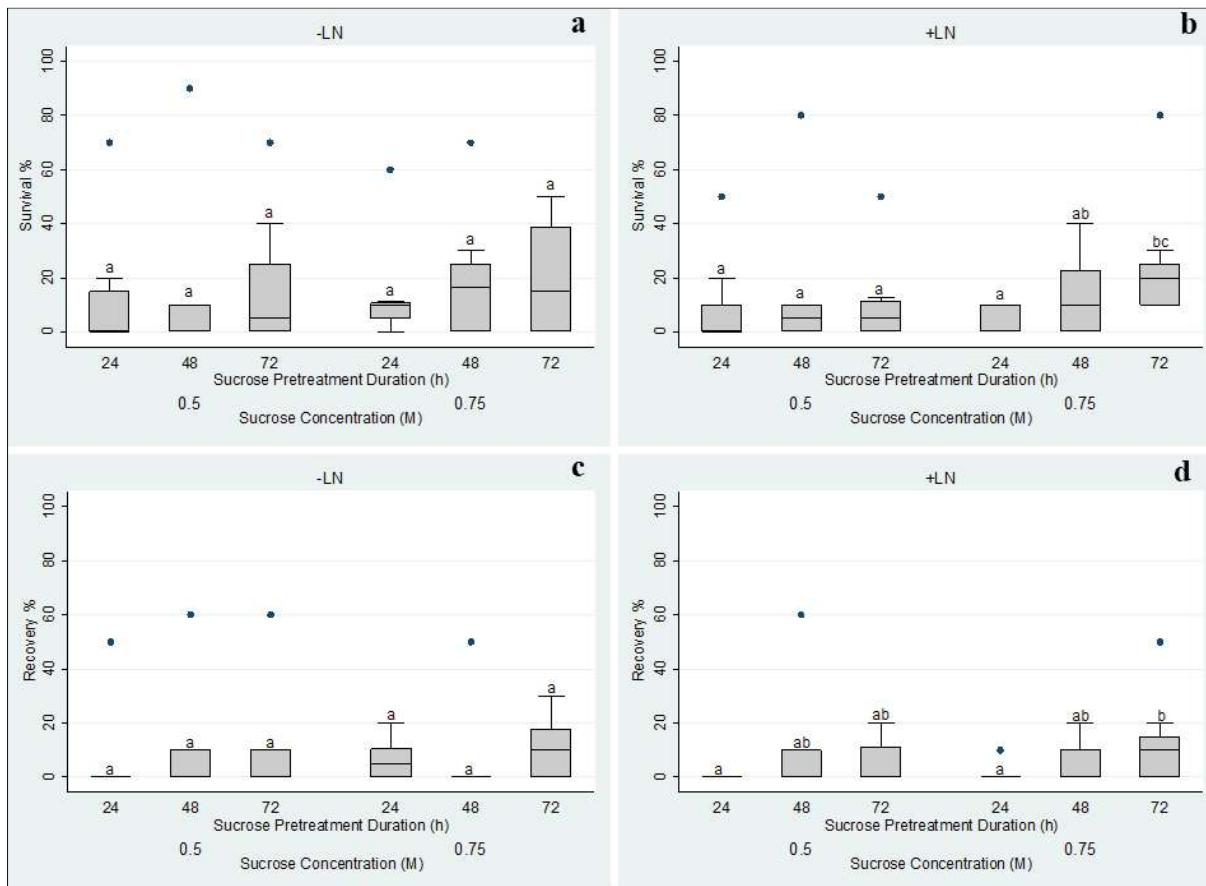 -LN
a
Survival %
100
80
60
40
20
0
a
a
a
a
a
a
24
48
72
24
48
72
Sucrose Pretreatment Duration (h)
0.5
0.75
Sucrose Concentration (M)
+LN
b
Survival %
100
80
60
40
20
0
a
a
a
a
ab
bc
24
48
72
24
48
72
Sucrose Pretreatment Duration (h)
0.5
0.75
Sucrose Concentration (M)
-LN
c
Recovery %
100
80
60
40
20
0
a
a
a
a
a
a
24
48
72
24
48
72
Sucrose Pretreatment Duration (h)
0.5
0.75
Sucrose Concentration (M)
+LN
d
Recovery %
100
80
60
40
20
0
a
ab
ab
a
ab
b
24
48
72
24
48
72
Sucrose Pretreatment Duration (h)
0.5
0.75
Sucrose Concentration (M)